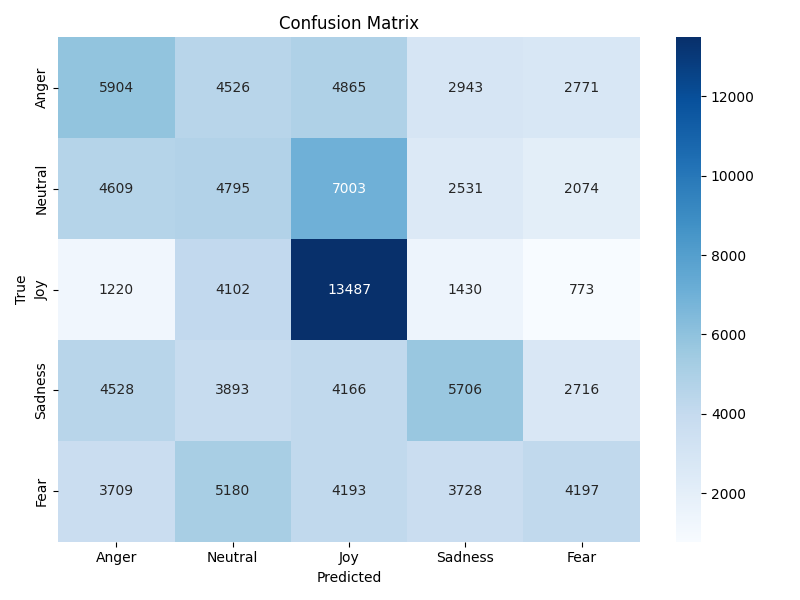 Confusion Matrix
Anger 5904 4526 4865 2943 2771
Neutral 4609 4795 7003 2531 2074
Joy 1220 4102 13487 1430 773
Sadness 4528 3893 4166 5706 2716
Fear 3709 5180 4193 3728 4197
Anger Neutral Joy Sadness Fear
Predicted
True
12000
10000
8000
6000
4000
2000